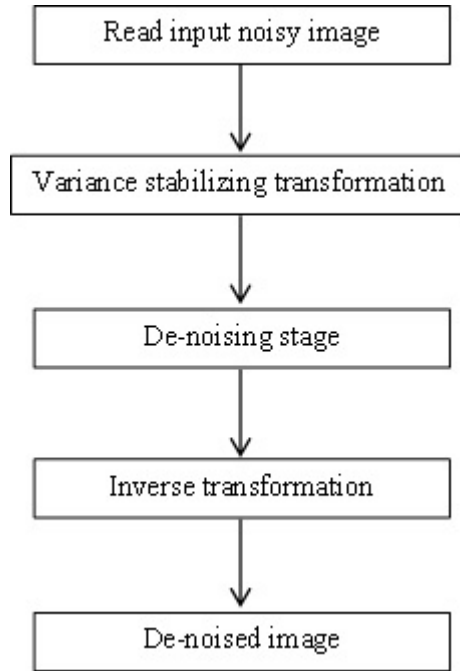 Read input noisy image
Variance stabilizing transformation
De-noising stage
Inverse transformation
De-noised image